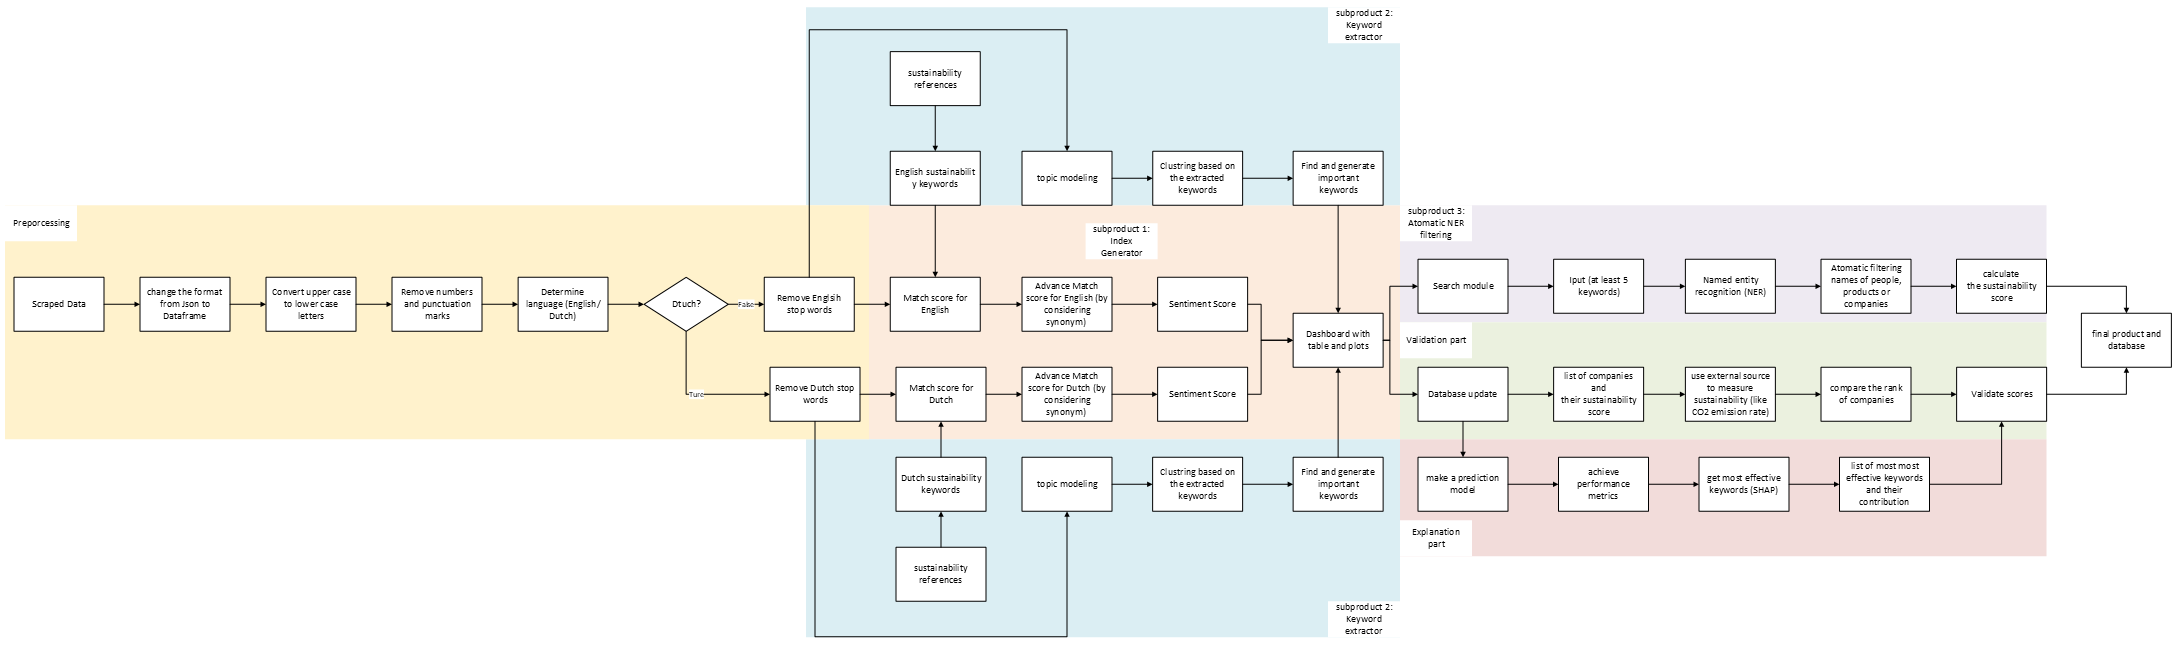 subproduct 2:
Keyword
extractor
sustainability
references
English sustainabilit
y keywords
topic modeling
Clustring based on
the extracted
keywords
Find and generate
important
keywords
Preporcessing
subproduct 1:
Index
Generator
subproduct 3:
Atomatic NER
filtering
Scraped Data
change the format
from Json to
Dataframe
Convert upper case
to lower case
letters
Remove numbers
and punctuation
marks
Determine
language (English/
Dutch)
Dtuch?
False
Remove Englsih
stop words
Match score for
English
Advance Match
score for English (by
considering
synonym)
Sentiment Score
Dashboard with
table and plots
Search module
Iput (at least 5
keywords)
Named entity
recognition (NER)
Atomatic filtering
names of people,
products or
companies
calculate
the sustainability
score
final product and
database
Validation part
Ture
Remove Dutch stop
words
Match score for
Dutch
Advance Match
score for Dutch (by
considering
synonym)
Sentiment Score
Database update
list of companies
and
their sustainability
score
use external source
to measure
sustainability (like
CO2 emission rate)
compare the rank
of companies
Validate scores
Dutch sustainability
keywords
topic modeling
Clustring based on
the extracted
keywords
Find and generate
important
keywords
make a prediction
model
achieve
performance
metrics
get most effective
keywords (SHAP)
list of most most
effective keywords
and their
contribution
Explanation
part
sustainability
references
subproduct 2:
Keyword
extractor